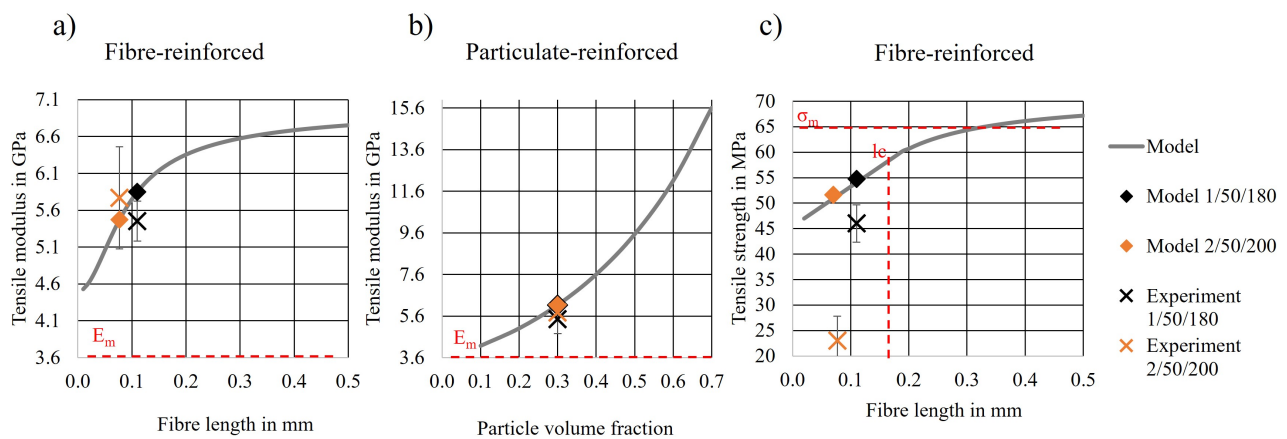 a)
Fibre-reinforced
Tensile modulus in GPa
7.1
6.6
6.1
5.6
5.1
4.6
4.1
3.6
E_m
0.0 0.1 0.2 0.3 0.4 0.5
Fibre length in mm
b)
Particulate-reinforced
Tensile modulus in GPa
15.6
13.6
11.6
9.6
7.6
5.6
3.6
E_m
0.1 0.2 0.3 0.4 0.5 0.6 0.7
Particle volume fraction
c)
Fibre-reinforced
Tensile strength in MPa
70
65
60
55
50
45
40
35
30
25
20
σ_m
lc
0.0 0.1 0.2 0.3 0.4 0.5
Fibre length in mm
Model
Model 1/50/180
Model 2/50/200
Experiment
1/50/180
Experiment
2/50/200